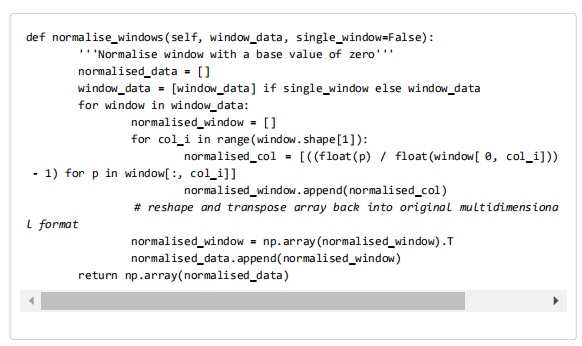 def normalise_windows(self, window_data, single_window=False):
        '''Normalise window with a base value of zero'''
        normalised_data = []
        window_data = [window_data] if single_window else window_data
        for window in window_data:
                normalised_window = []
                for col_i in range(window.shape[1]):
                        normalised_col = [((float(p) / float(window[ 0, col_i]))
 - 1) for p in window[:, col_i]]
                        normalised_window.append(normalised_col)
                # reshape and transpose array back into original multidimensiona
l format
                normalised_window = np.array(normalised_window).T
                normalised_data.append(normalised_window)
        return np.array(normalised_data)